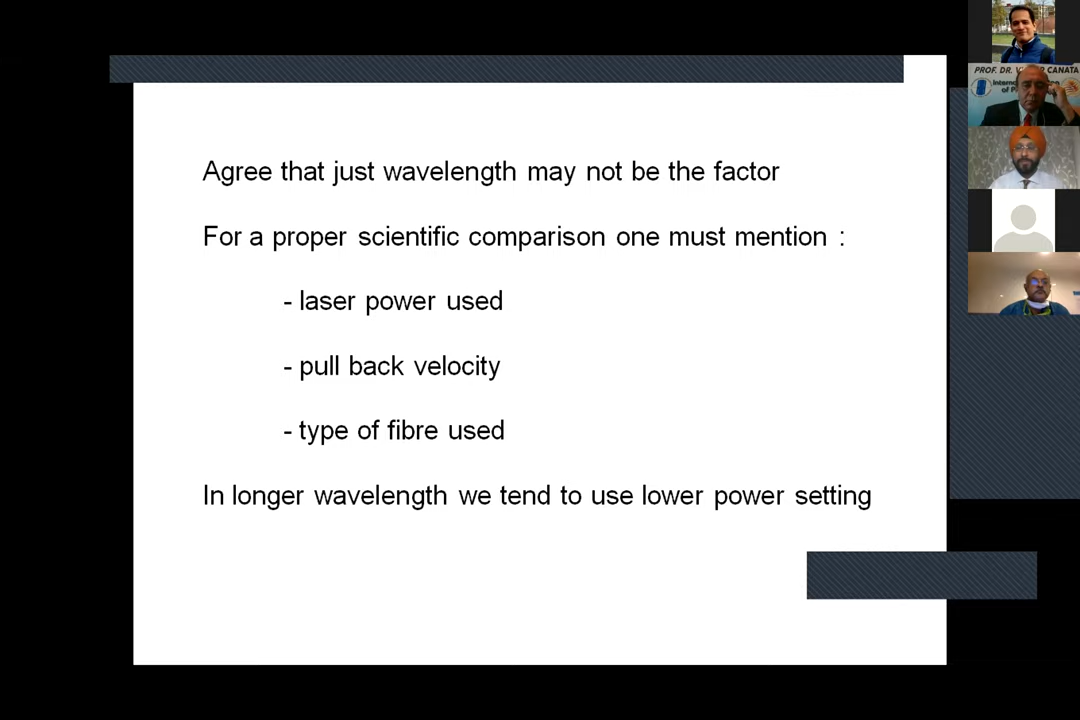 Agree that just wavelength may not be the factor
For a proper scientific comparison one must mention :
- laser power used
- pull back velocity
- type of fibre used
In longer wavelength we tend to use lower power setting
PROF. DR. CANATA
of